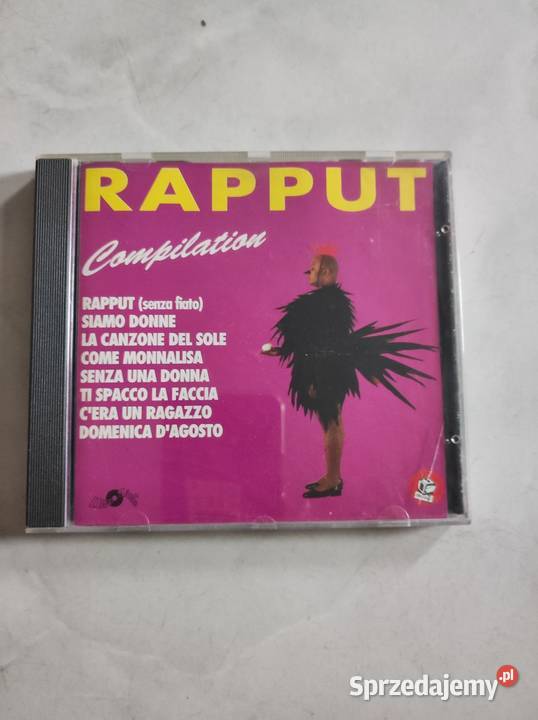 RAPPUT
Compilation
RAPPUT (senza fiato)
SIAMO DONNE
LA CANZONE DEL SOLE
COME MONNALISA
SENZA UNA DONNA
TI SPACCO LA FACCIA
C'ERA UN RAGAZZO
DOMENICA D'AGOSTO
Sprzedajemy.pl